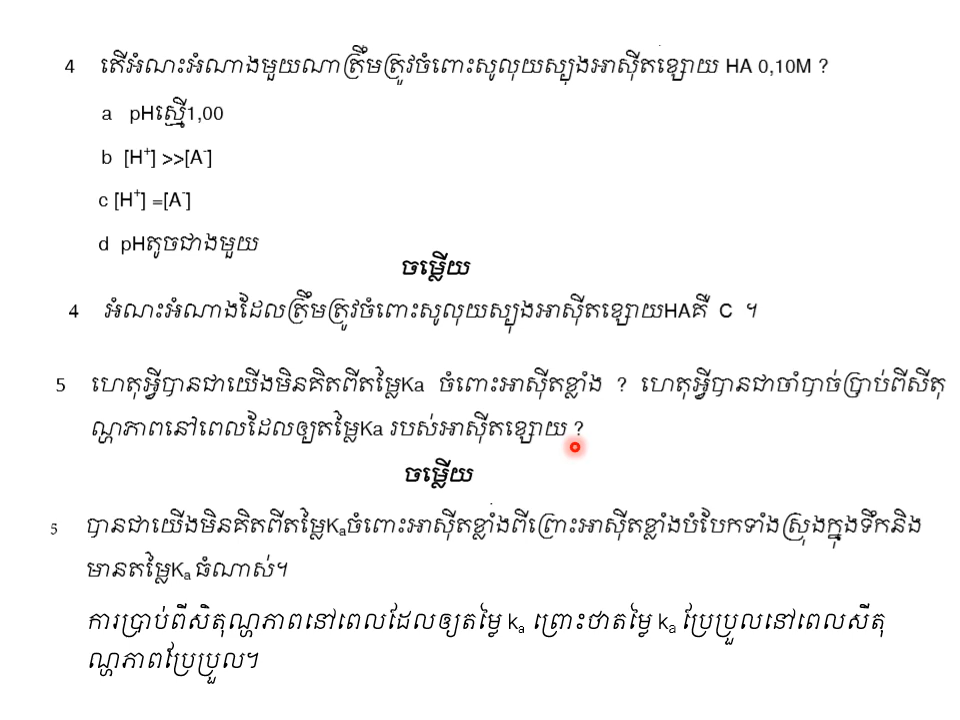 4 តើអំណះអំណាងមួយណាត្រឹមត្រូវចំពោះសូលុយស្យុងអាស៊ីតខ្សោយ HA 0,10M ?
a pHស្មើ1,00
b [H⁺] >>[A⁻]
c [H⁺] =[A⁻]
d pHតូចជាងមួយ
ចម្លើយ
4 អំណះអំណាងដែលត្រឹមត្រូវចំពោះសូលុយស្យុងអាស៊ីតខ្សោយHAគឺ C ។
5 ហេតុអ្វីបានជាយើងមិនគិតពីតម្លៃKa ចំពោះអាស៊ីតខ្លាំង ? ហេតុអ្វីបានជាចាំបាច់ប្រាប់ពីសីតុ
ណ្ហភាពនៅពេលដែលឲ្យតម្លៃKa របស់អាស៊ីតខ្សោយ ?
ចម្លើយ
5 បានជាយើងមិនគិតពីតម្លៃKₐចំពោះអាស៊ីតខ្លាំងពីព្រោះអាស៊ីតខ្លាំងបំបែកទាំងស្រុងក្នុងទឹកនិង
មានតម្លៃKₐ ធំណាស់។
ការប្រាប់ពីសិតុណ្ហភាពនៅពេលដែលឲ្យតម្លៃ kₐ ព្រោះថាតម្លៃ kₐ ប្រែប្រួលនៅពេលសីតុ
ណ្ហភាពប្រែប្រួល។